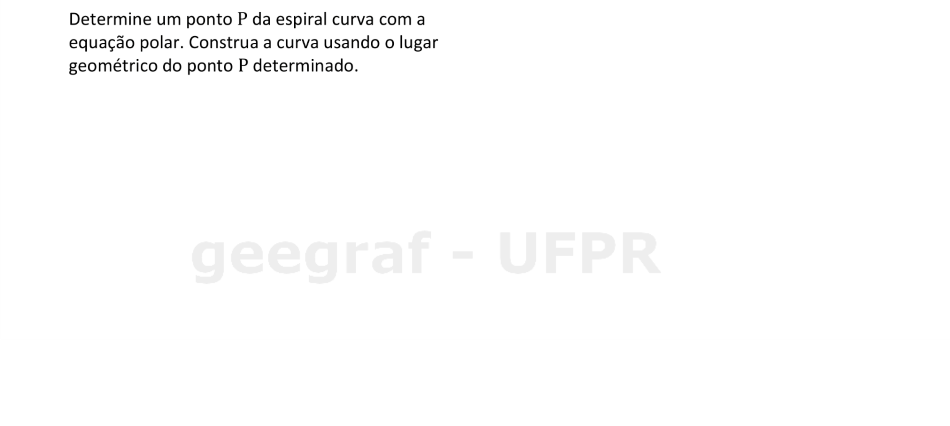 Determine um ponto P da espiral curva com a
equação polar. Construa a curva usando o lugar
geométrico do ponto P determinado.
geegraf - UFPR